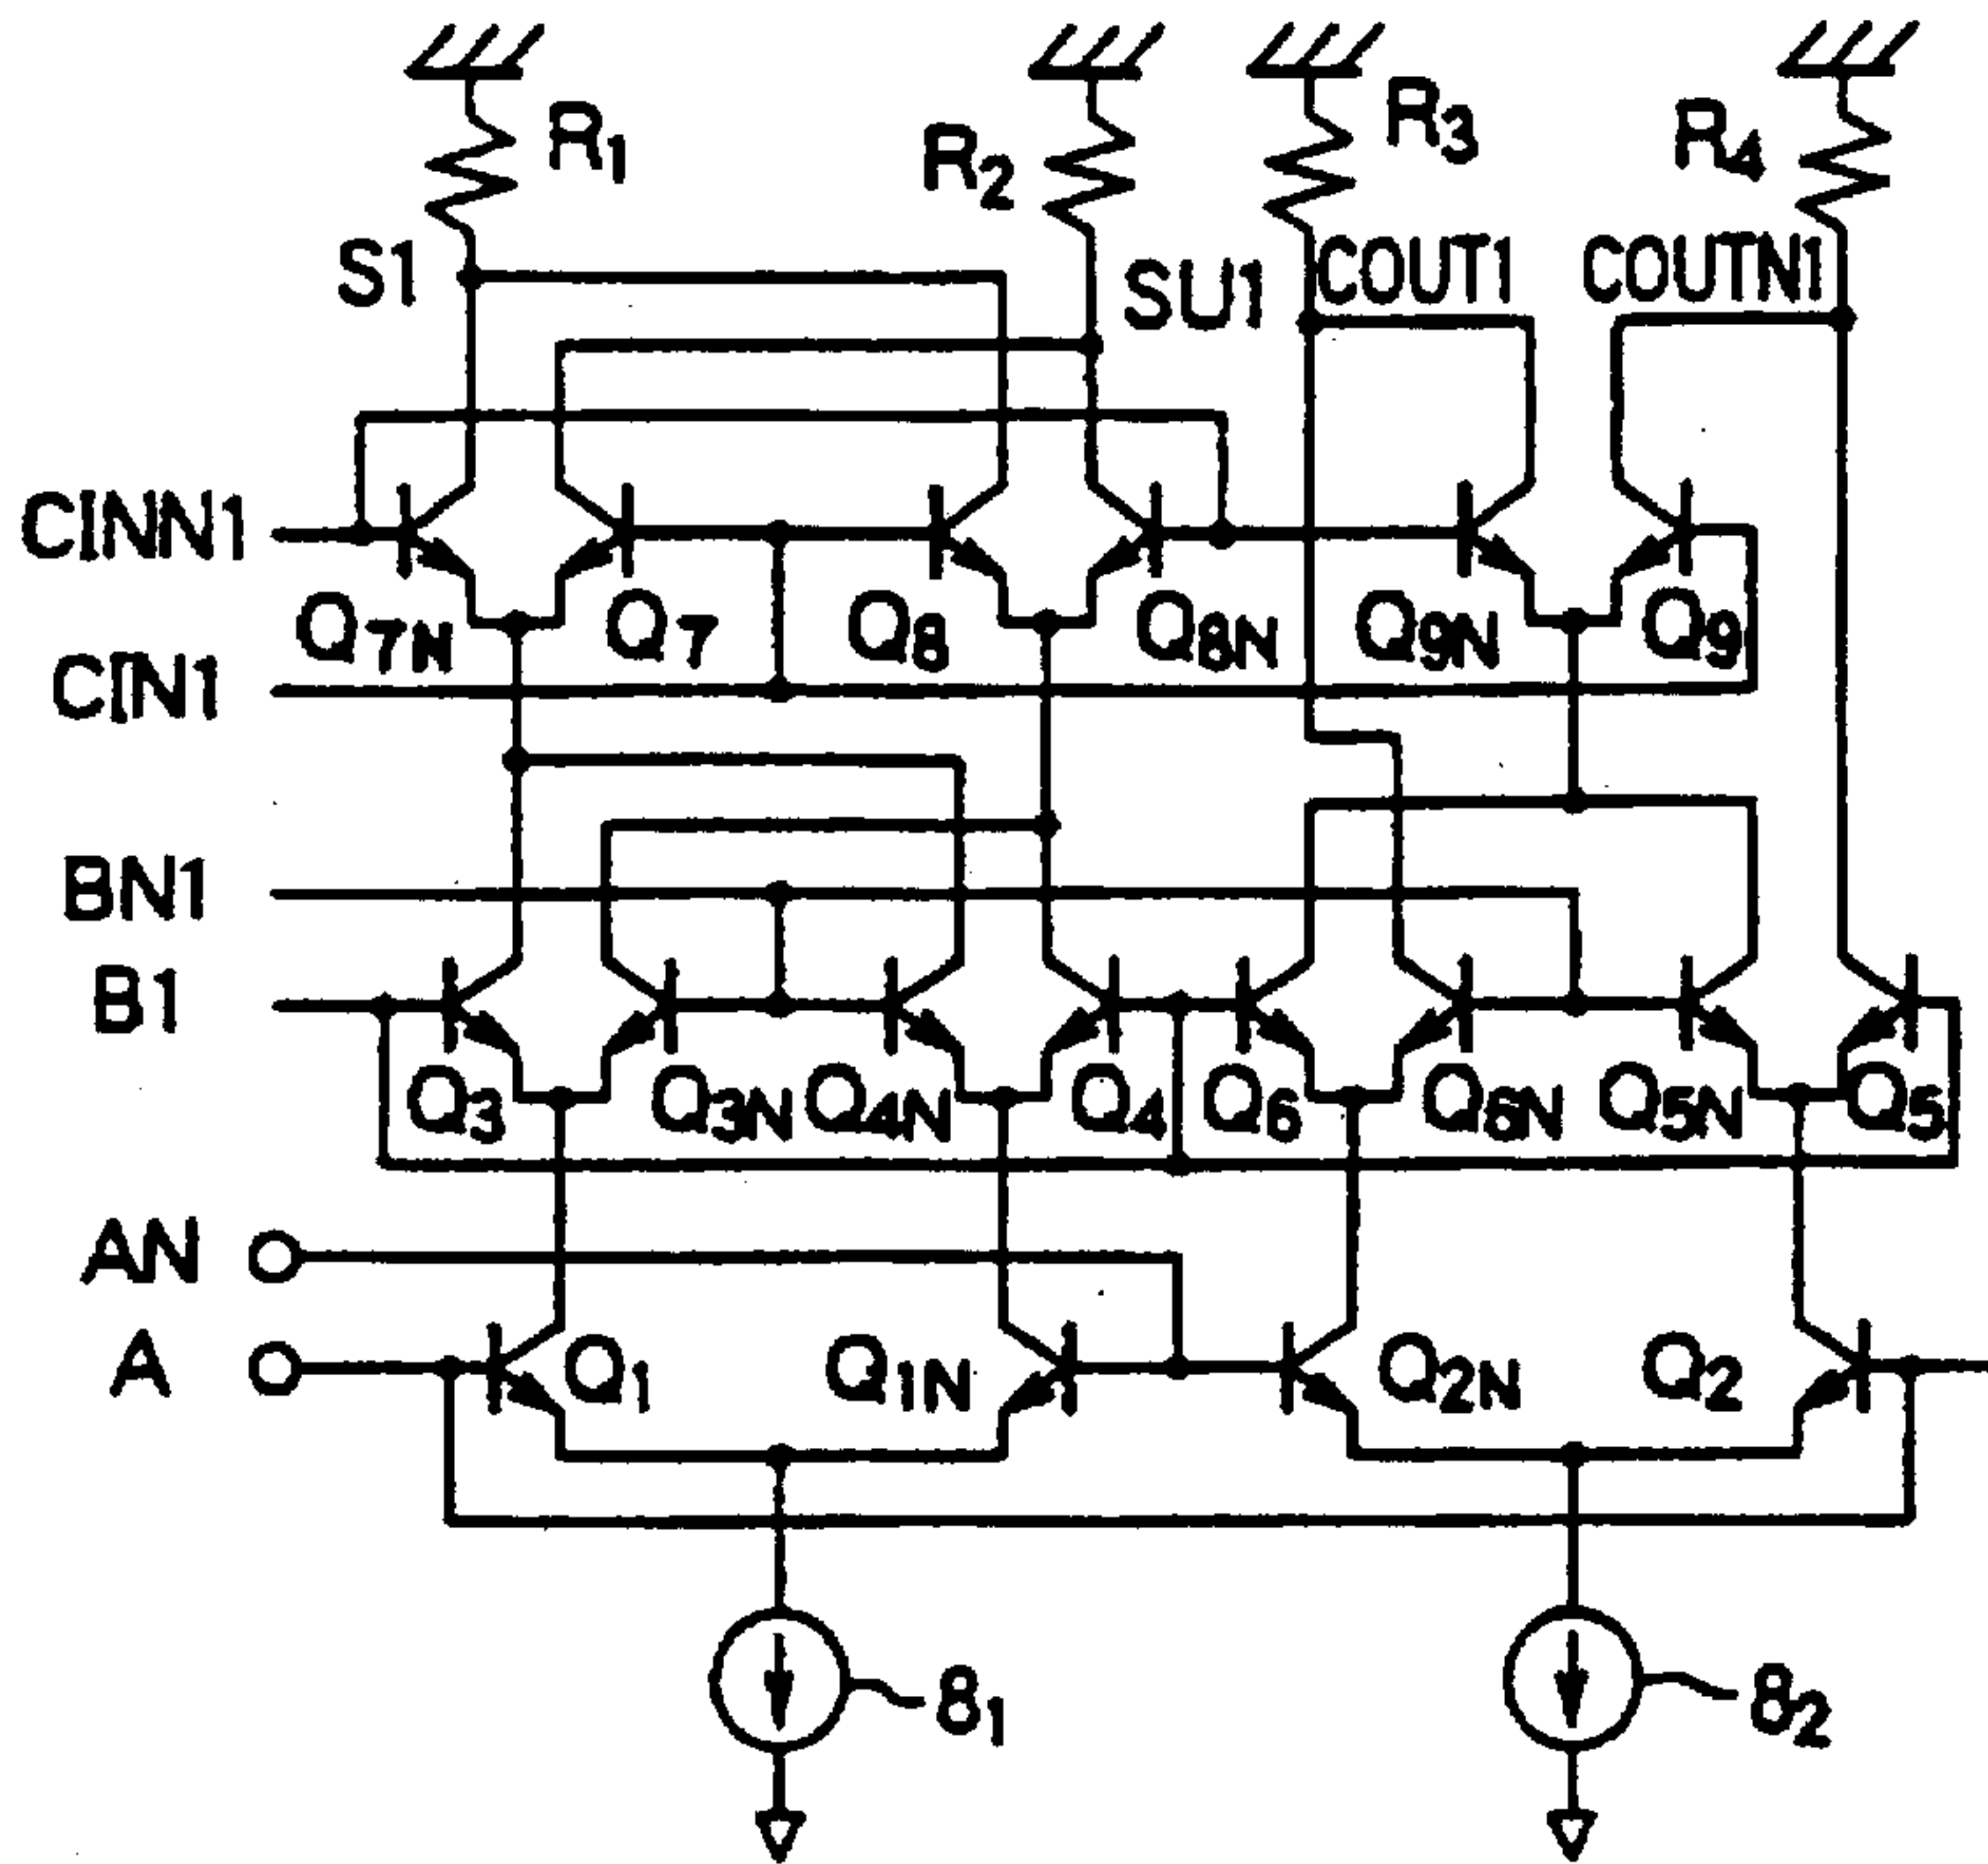 R1
R2
R3
R4
S1
SU1
COUT1
COUTN1
CINN1
Q7N
Q7
Q8
Q8N
Q9N
Q9
CIN1
BN1
B1
Q3
Q3N
Q4N
Q4
Q6
Q6N
Q5N
Q5
AN
A
Q1
Q1N
Q2N
Q2
81
82